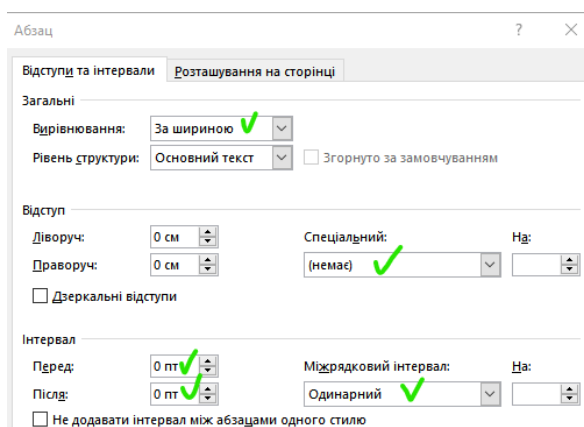 Абзац ?
Відступи та інтервали Розташування на сторінці
Загальні
Вирівнювання: За шириною
Рівень структури: Основний текст Згорнуто за замовчуванням
Відступ
Ліворуч: 0 см Спеціальний: На:
Праворуч: 0 см (немає)
Дзеркальні відступи
Інтервал
Перед: 0 пт Міжрядковий інтервал: На:
Після: 0 пт Одинарний
Не додавати інтервал між абзацами одного стилю